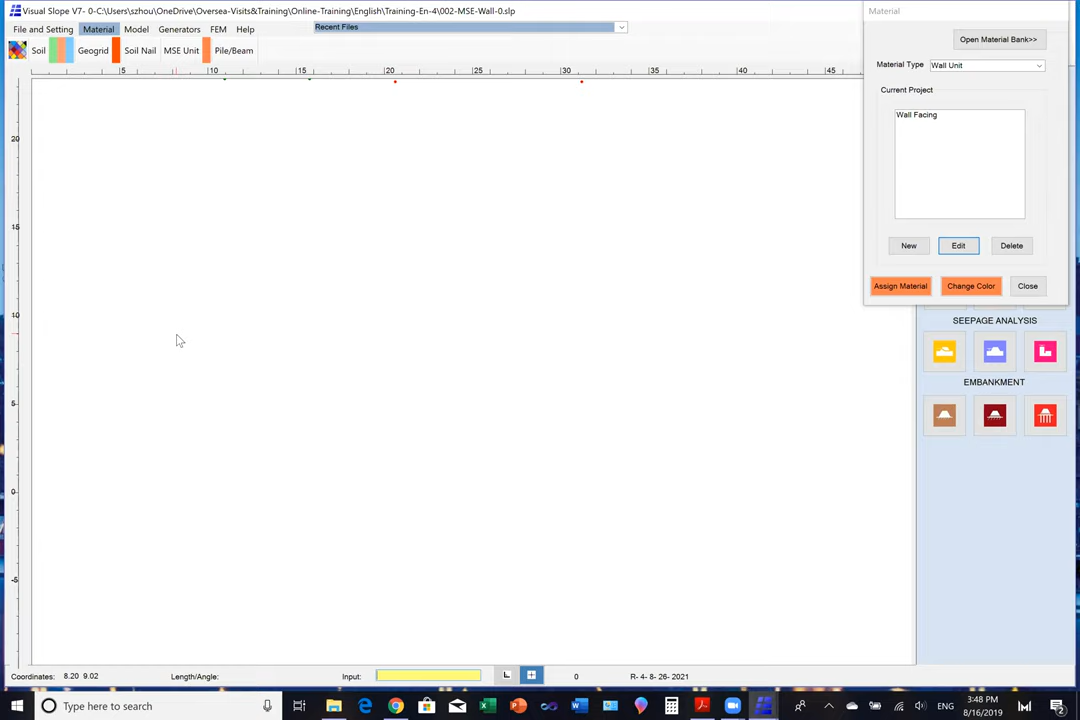 Visual Slope V7- 0-C:\Users\szhou\OneDrive\Oversea-Visits&Training\Online-Training\English\Training-En-4\002-MSE-Wall-0.slp
File and Setting Material Model Generators FEM Help Recent Files
Soil Geogrid Soil Nail MSE Unit Pile/Beam
5 10 15 20 25 30 35 40 45
20
15
10
5
0
-5
Material
Open Material Bank>>
Material Type Wall Unit
Current Project
Wall Facing
New Edit Delete
Assign Material Change Color Close
SEEPAGE ANALYSIS
EMBANKMENT
Coordinates: 8.20 9.02 Length/Angle: Input: 0 R- 4- 8- 26- 2021
Type here to search
ENG
3:48 PM
8/16/2019
2